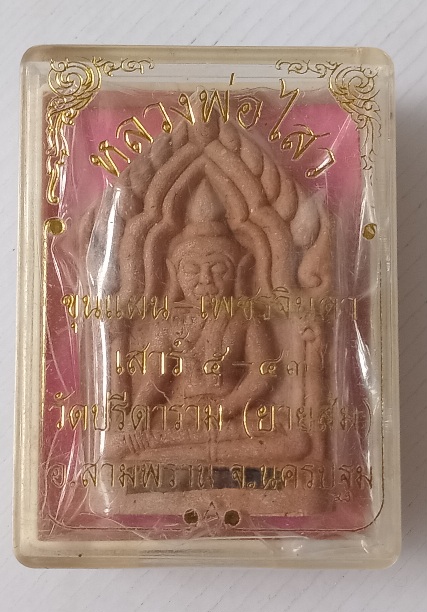 หลวงพ่อไสว
ขุนแผน เพชรจินดา
เสาร์ ๕ - ๔๓
วัดปรีดาราม (ยายส้ม)
อ.สามพราน จ.นครปฐม